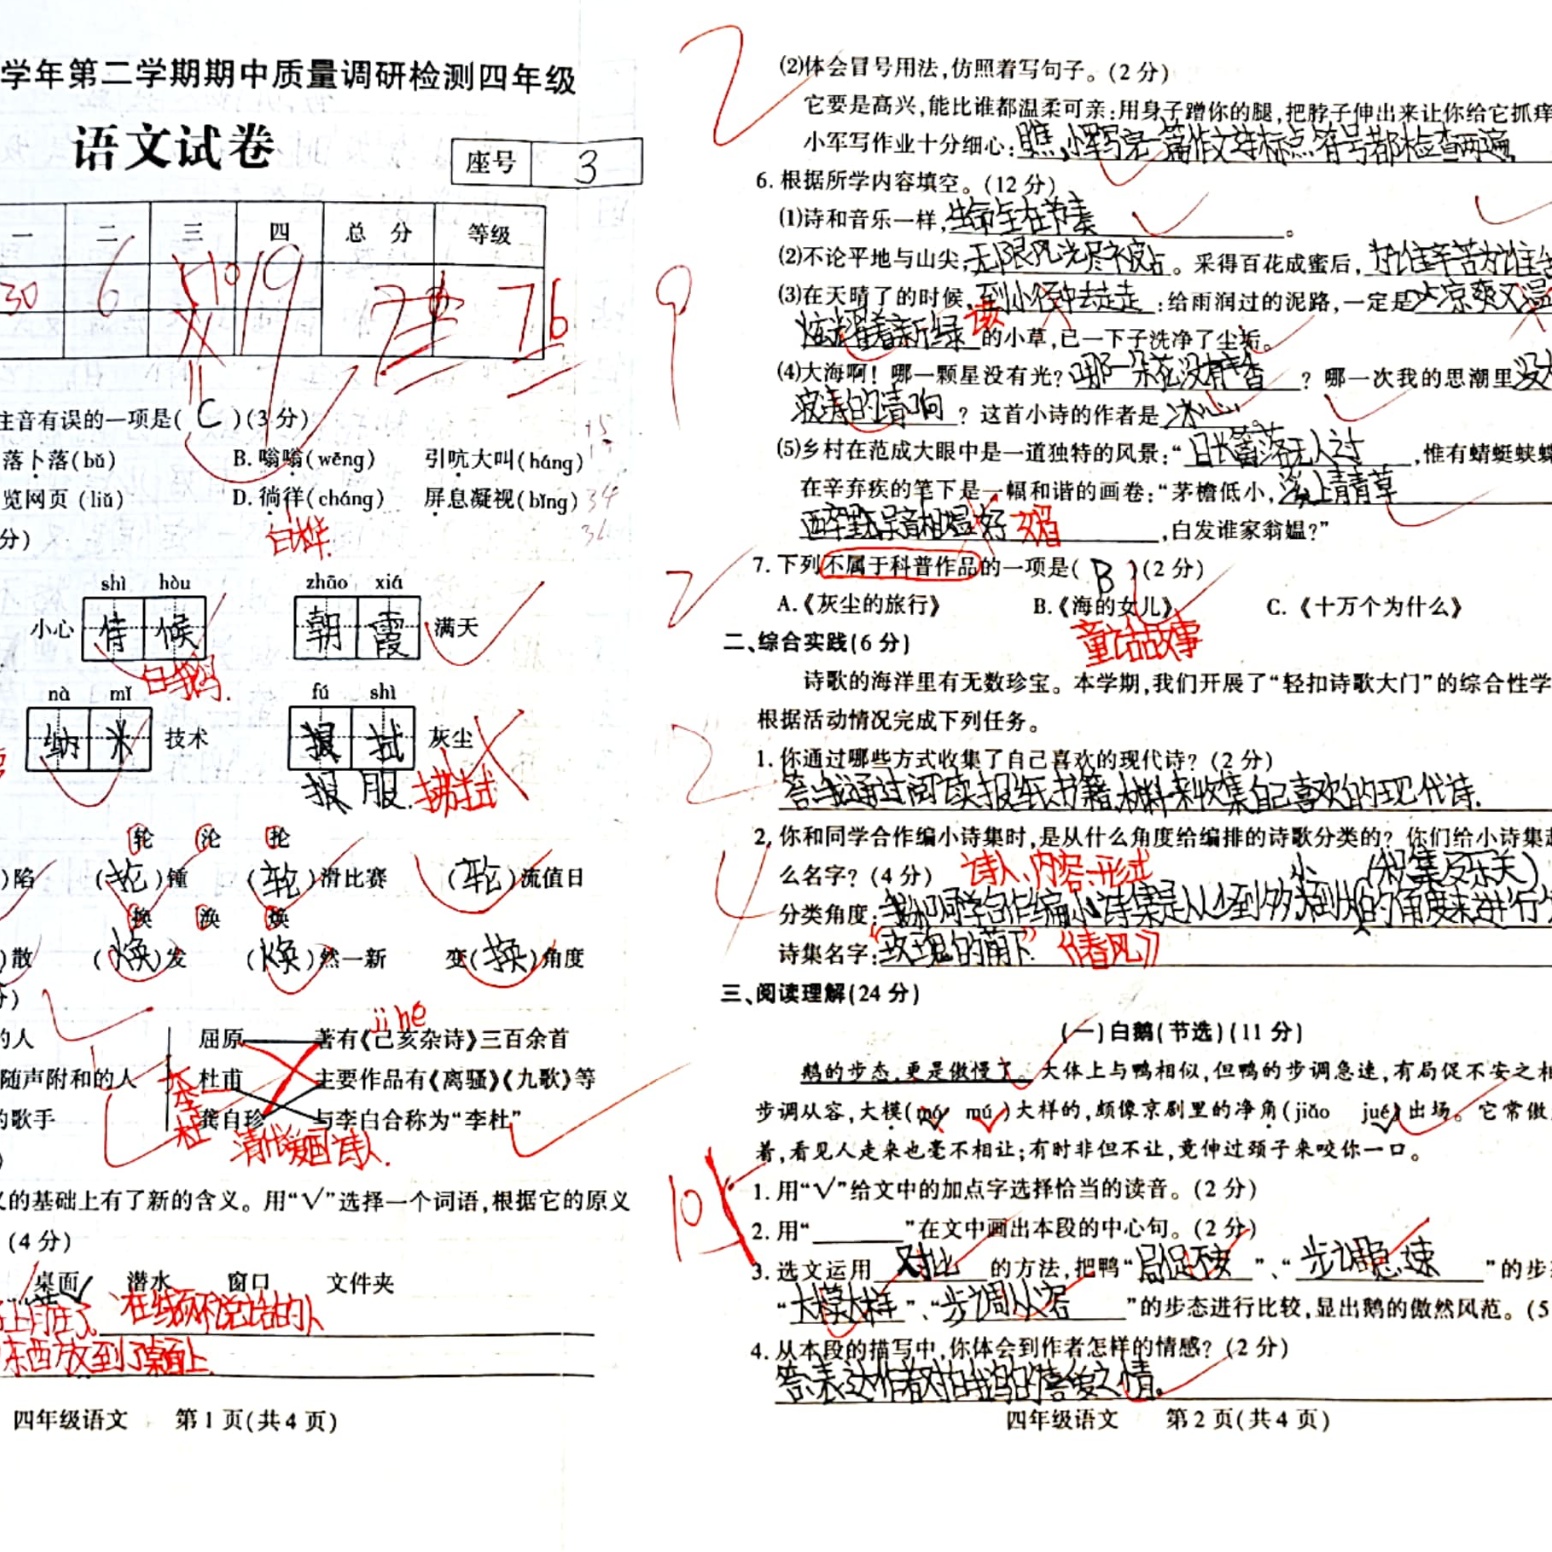 学年第二学期期中质量调研检测四年级
语文试卷
座号 3
一 二 三 四 总 分 等级
30 6 10 19 76
注音有误的一项是( C )(3分)
落卜落(bǔ) B.嗡嗡(wēng) 引吭大叫(háng)
览网页 (liǔ) D.徜徉(cháng) 屏息凝视(bǐng)
分)
白桦
shì hòu zhāo xiá
小心 侍候 朝霞 满天
白鹅
nà mǐ fú shì
纳米 技术 报拭 灰尘
报 服 拂拭
轮 沦 抡
)陷 (抡)锤 (轮)滑比赛 (轮)流值日
换 涣 焕
)散 (焕)发 (焕)然一新 变(换)角度
分)
jǐ hé
的人 屈原 著有《己亥杂诗》三百余首
随声附和的人 杜甫 主要作品有《离骚》《九歌》等
的歌手 龚自珍 与李白合称为“李杜”
李杜
清代爱国诗人.
义的基础上有了新的含义。用“√”选择一个词语,根据它的原义
(4分)
桌面√ 潜水 窗口 文件夹
在线而不说话的人
东西放到了桌面上.
四年级语文 第1页(共4页)
2
(2)体会冒号用法,仿照着写句子。(2分)
它要是高兴,能比谁都温柔可亲:用身子蹭你的腿,把脖子伸出来让你给它抓痒
小军写作业十分细心:瞧,小军写完一篇作文连标点符号都检查两遍
6.根据所学内容填空。(12分)
9
(1)诗和音乐一样,生命全在节奏。
(2)不论平地与山尖,无限风光尽被占。采得百花成蜜后,为谁辛苦为谁
(3)在天晴了的时候,到小径中去走走:给雨润过的泥路,一定是又凉爽又温
炫耀着新绿的小草,已一下子洗净了尘垢。
(4)大海啊!哪一颗星没有光?哪一朵花没有香?哪一次我的思潮里没
波涛的清响?这首小诗的作者是冰心
(5)乡村在范成大眼中是一道独特的风景:“日长篱落无人过,惟有蜻蜓蛱蝶
在辛弃疾的笔下是一幅和谐的画卷:“茅檐低小,溪上青青草
醉里吴音相媪好 媚,白发谁家翁媪?”
2
7.下列不属于科普作品的一项是( B )(2分)
A.《灰尘的旅行》 B.《海的女儿》 C.《十万个为什么》
童话故事
二、综合实践(6分)
诗歌的海洋里有无数珍宝。本学期,我们开展了“轻扣诗歌大门”的综合性学
根据活动情况完成下列任务。
2
1.你通过哪些方式收集了自己喜欢的现代诗?(2分)
答:我通过阅读报纸书籍,材料来收集自己喜欢的现代诗.
4
2.你和同学合作编小诗集时,是从什么角度给编排的诗歌分类的?你们给小诗集起
么名字?(4分) 诗人、内容、形式
分类角度:我和同学合作编小诗集是从少到多,小到大的角度来进行
诗集名字:“玫瑰的荫下” 《春风》
三、阅读理解(24分)
(一)白鹅(节选)(11分)
鹅的步态,更是傲慢了。大体上与鸭相似,但鸭的步调急速,有局促不安之相
步调从容,大模(mó mú)大样的,颇像京剧里的净角(jiǎo jué)出场。它常傲
着,看见人走来也毫不相让;有时非但不让,竟伸过颈子来咬你一口。
10
1.用“√”给文中的加点字选择恰当的读音。(2分)
2.用“______”在文中画出本段的中心句。(2分)
3.选文运用 对比 的方法,把鸭“局促不安”、“步调急速”的步
“大模大样”、“步调从容”的步态进行比较,显出鹅的傲然风范。(5
4.从本段的描写中,你体会到作者怎样的情感?(2分)
答:表达作者对白鹅的喜爱之情。
四年级语文 第2页(共4页)